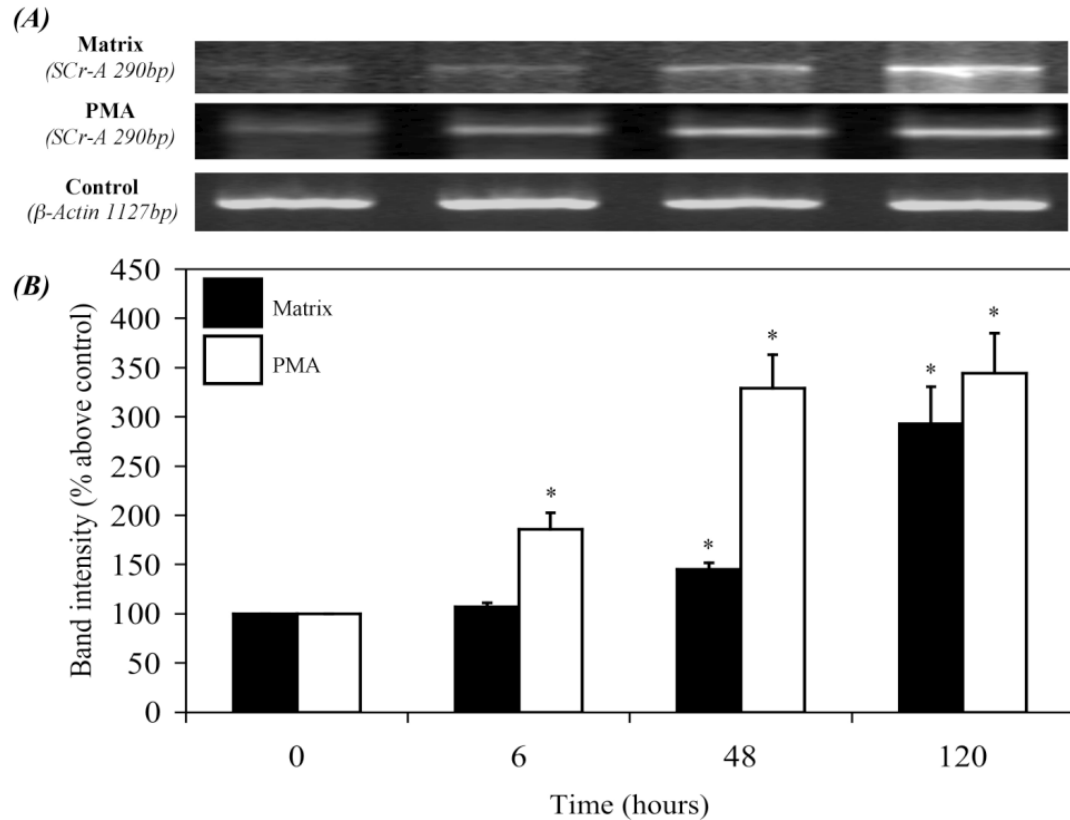 (A)
Matrix
(SCr-A 290bp)
PMA
(SCr-A 290bp)
Control
(β-Actin 1127bp)
(B)
Band intensity (% above control)
450
400
350
300
250
200
150
100
50
0
Matrix
PMA
*
*
*
*
*
0 6 48 120
Time (hours)